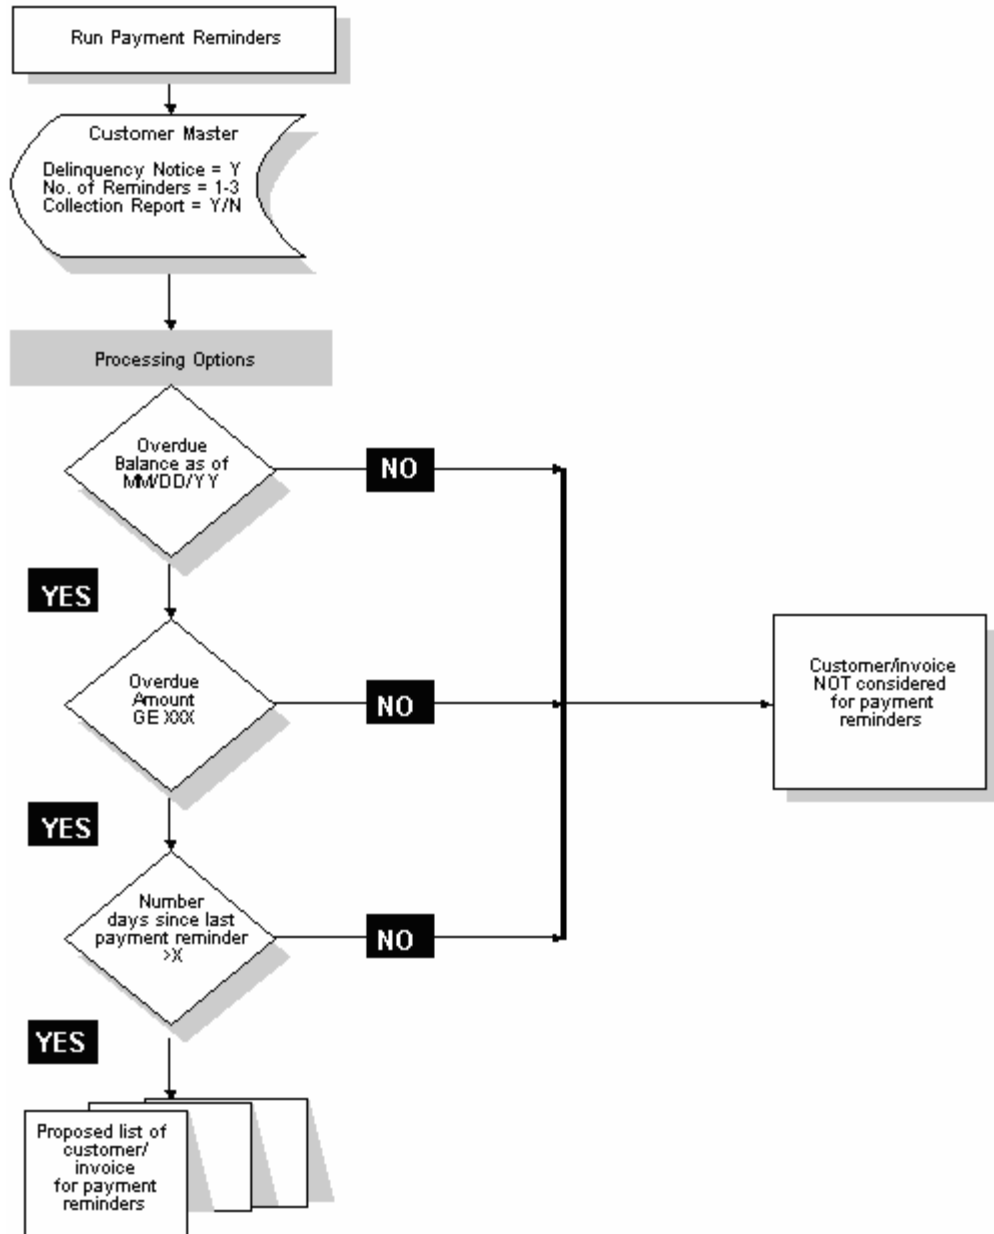 Run Payment Reminders
Customer Master
Delinquency Notice = Y
No. of Reminders = 1-3
Collection Report = Y/N
Processing Options
Overdue
Balance as of
MM/DD/YY
NO
YES
Overdue
Amount
GE XXX
NO
Customer/invoice
NOT considered
for payment
reminders
YES
Number
days since last
payment reminder
>X
NO
YES
Proposed list of
customer/
invoice
for payment
reminders